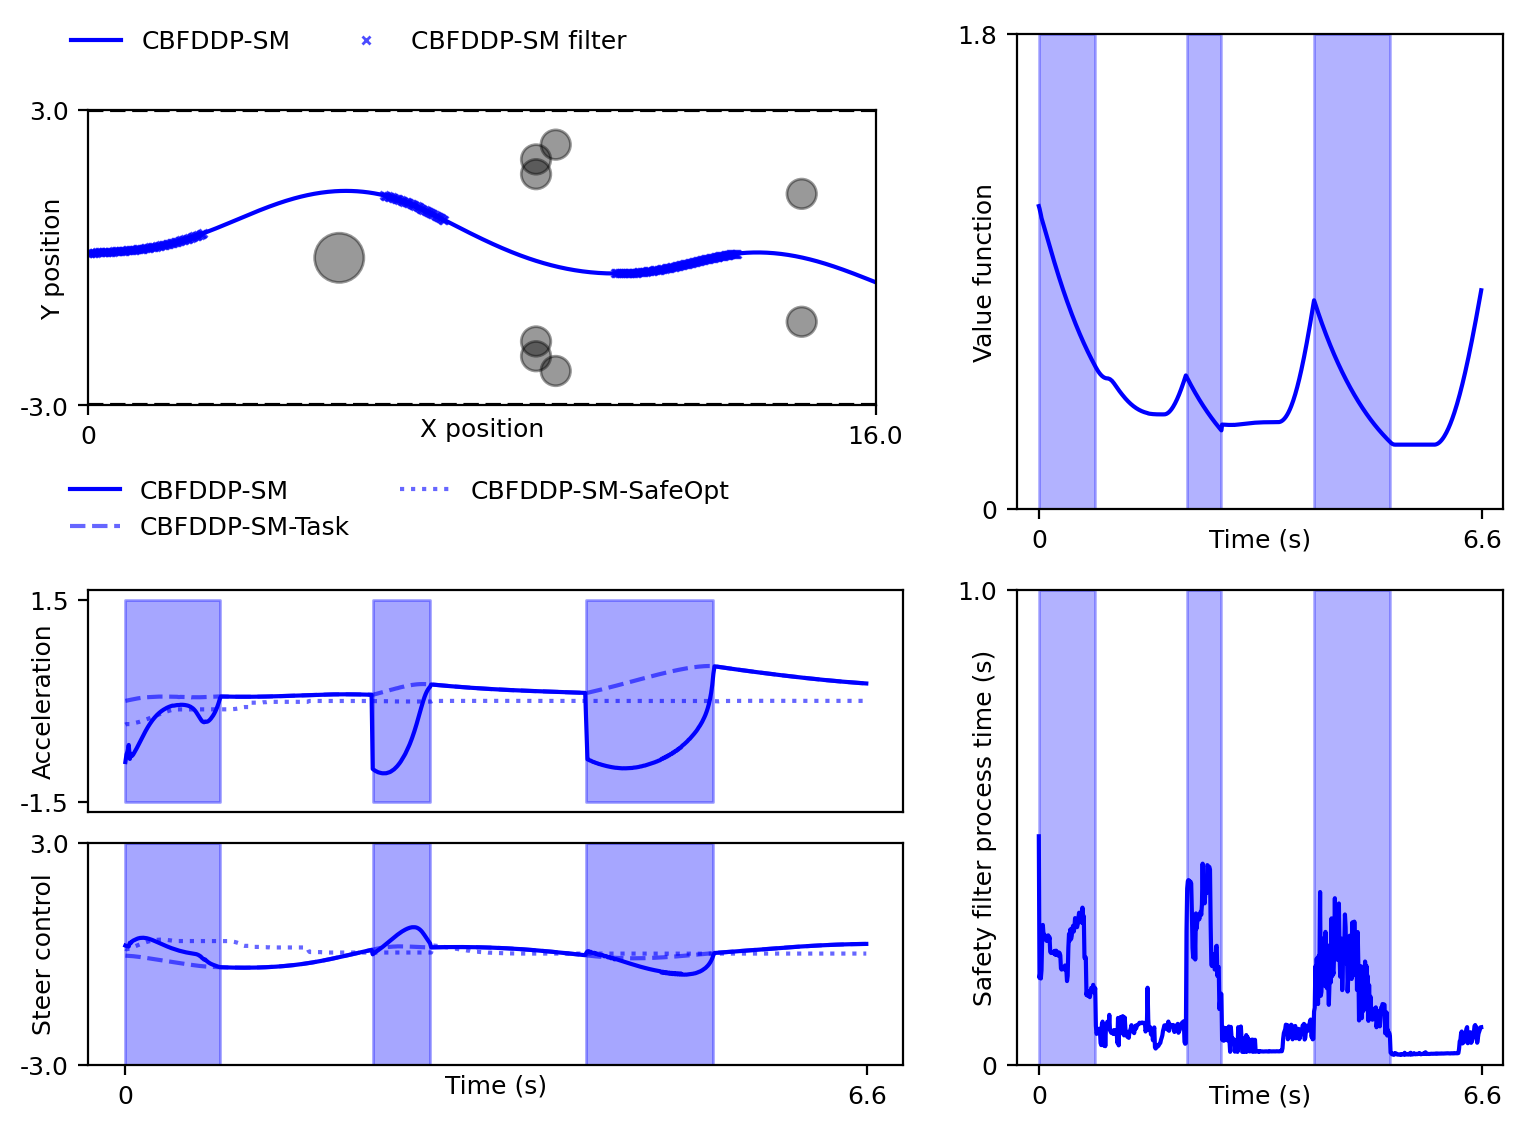 CBFDDP-SM
CBFDDP-SM filter
3.0
Y position
-3.0
0
X position
16.0
1.8
Value function
0
0
Time (s)
6.6
CBFDDP-SM
CBFDDP-SM-SafeOpt
CBFDDP-SM-Task
1.5
Acceleration
-1.5
3.0
Steer control
-3.0
0
Time (s)
6.6
1.0
Safety filter process time (s)
0
0
Time (s)
6.6